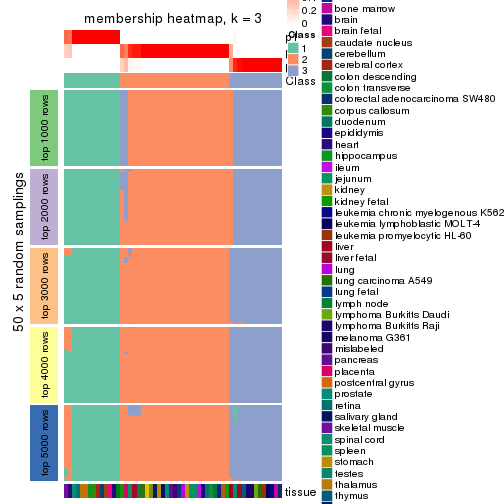 membership heatmap, k = 3
0.2
0
Class
1
2
3
Class
50 x 5 random samplings
top 1000 rows
top 2000 rows
top 3000 rows
top 4000 rows
top 5000 rows
tissue
bone marrow
brain
brain fetal
caudate nucleus
cerebellum
cerebral cortex
colon descending
colon transverse
colorectal adenocarcinoma SW480
corpus callosum
duodenum
epididymis
heart
hippocampus
ileum
jejunum
kidney
kidney fetal
leukemia chronic myelogenous K562
leukemia lymphoblastic MOLT-4
leukemia promyelocytic HL-60
liver
liver fetal
lung
lung carcinoma A549
lung fetal
lymph node
lymphoma Burkitts Daudi
lymphoma Burkitts Raji
melanoma G361
mislabeled
pancreas
placenta
postcentral gyrus
prostate
retina
salivary gland
skeletal muscle
spinal cord
spleen
stomach
testes
thalamus
thymus